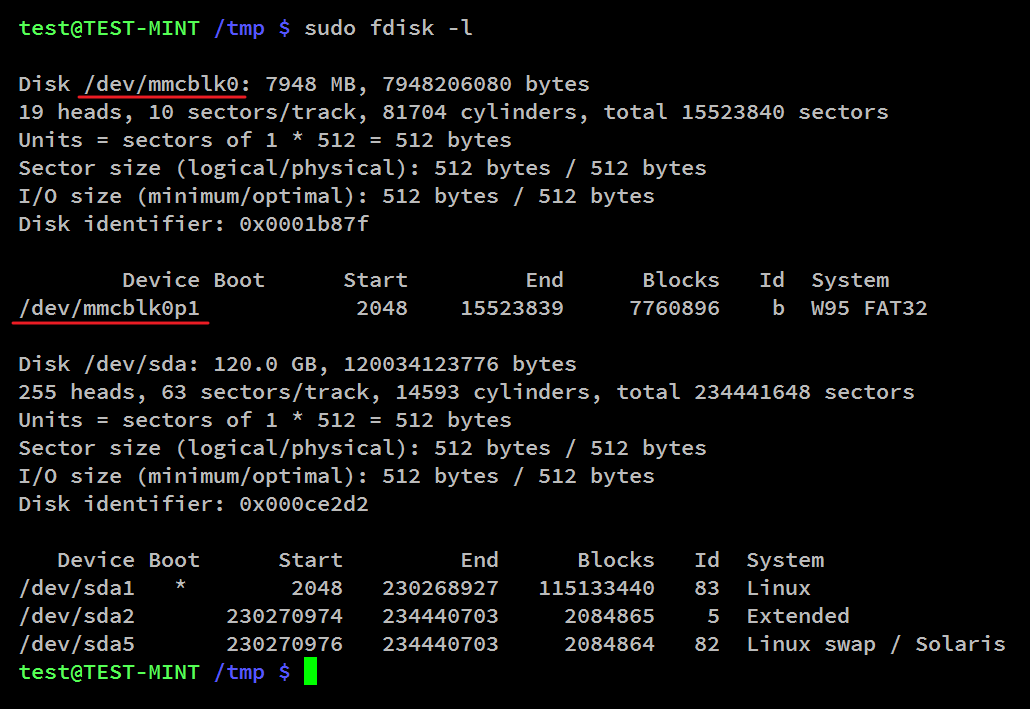 test@TEST-MINT /tmp $ sudo fdisk -l
Disk /dev/mmcblk0: 7948 MB, 7948206080 bytes
19 heads, 10 sectors/track, 81704 cylinders, total 15523840 sectors
Units = sectors of 1 * 512 = 512 bytes
Sector size (logical/physical): 512 bytes / 512 bytes
I/O size (minimum/optimal): 512 bytes / 512 bytes
Disk identifier: 0x0001b87f
Device Boot Start End Blocks Id System
/dev/mmcblk0p1 2048 15523839 7760896 b W95 FAT32
Disk /dev/sda: 120.0 GB, 120034123776 bytes
255 heads, 63 sectors/track, 14593 cylinders, total 234441648 sectors
Units = sectors of 1 * 512 = 512 bytes
Sector size (logical/physical): 512 bytes / 512 bytes
I/O size (minimum/optimal): 512 bytes / 512 bytes
Disk identifier: 0x000ce2d2
Device Boot Start End Blocks Id System
/dev/sda1 * 2048 230268927 115133440 83 Linux
/dev/sda2 230270974 234440703 2084865 5 Extended
/dev/sda5 230270976 234440703 2084864 82 Linux swap / Solaris
test@TEST-MINT /tmp $